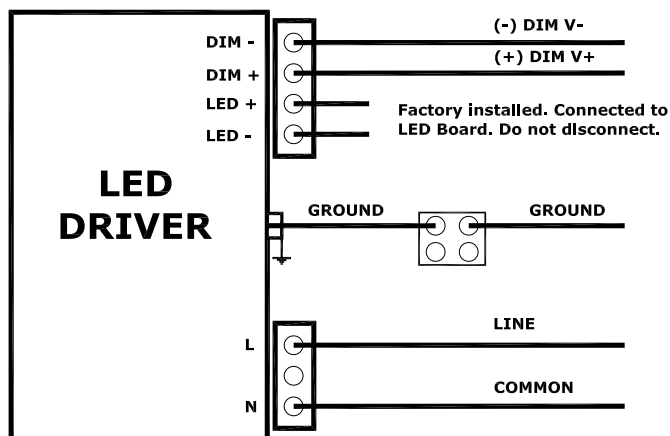 DIM -
(-) DIM V-
DIM +
(+) DIM V+
LED +
LED -
Factory installed. Connected to
LED Board. Do not disconnect.
LED
DRIVER
GROUND
GROUND
L
LINE
N
COMMON